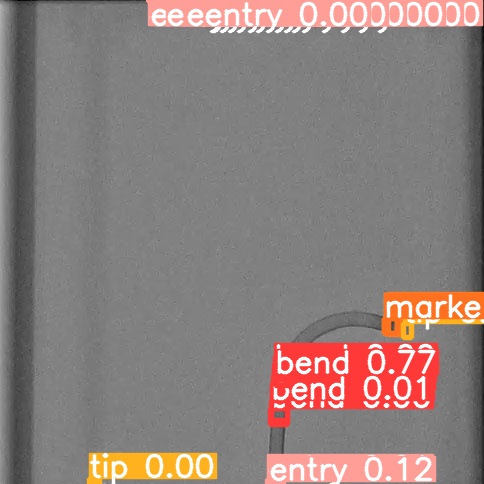 eeeentry 0.00000000
marke
bend 0.77
bend 0.01
tip 0.00
entry 0.12